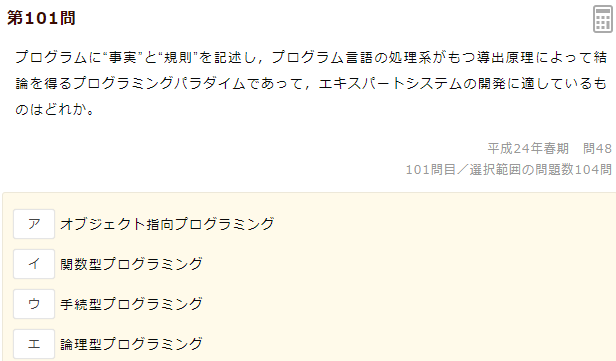 第101問
プログラムに“事実”と“規則”を記述し，プログラム言語の処理系がもつ導出原理によって結
論を得るプログラミングパラダイムであって，エキスパートシステムの開発に適しているも
のはどれか。
平成24年春期　問48
101問目／選択範囲の問題数104問
ア オブジェクト指向プログラミング
イ 関数型プログラミング
ウ 手続型プログラミング
エ 論理型プログラミング